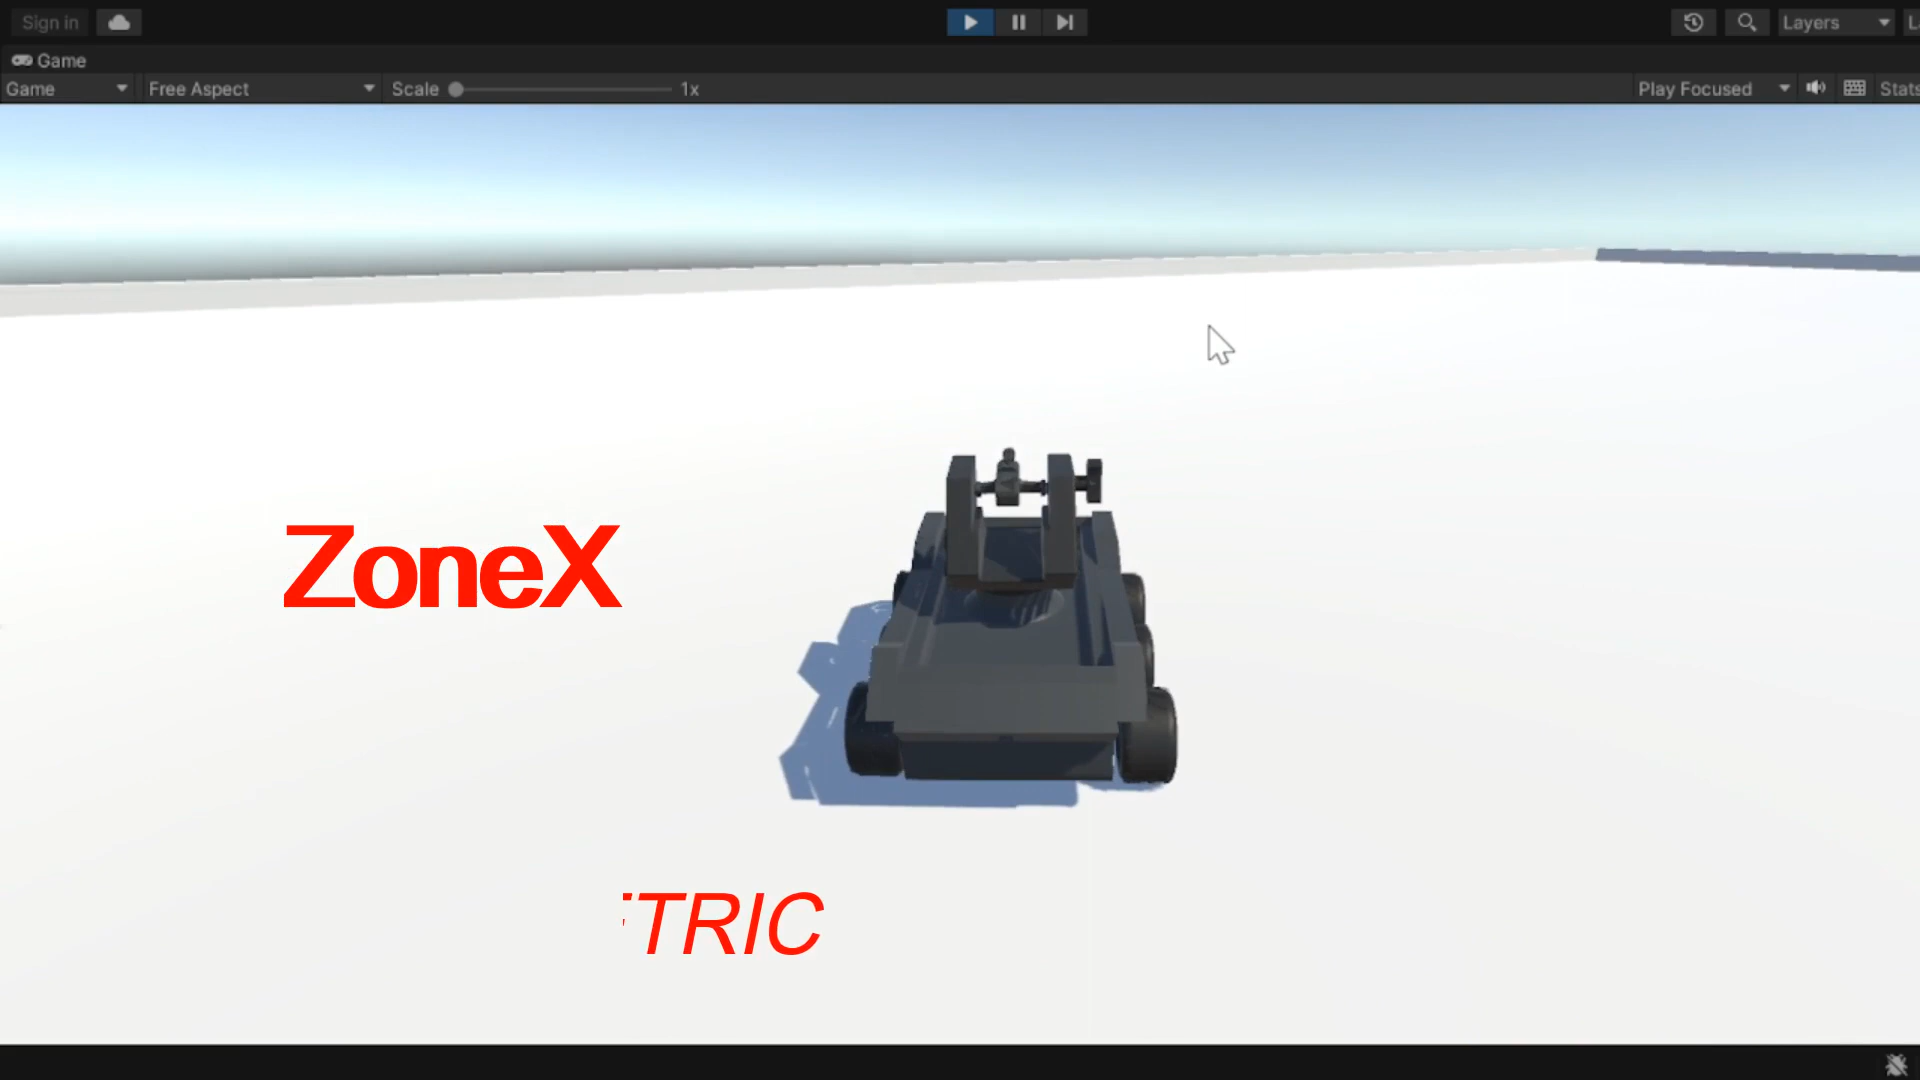 Sign in
Layers
Game
Game
Free Aspect
Scale
1x
Play Focused
Stats
ZoneX
TRIC